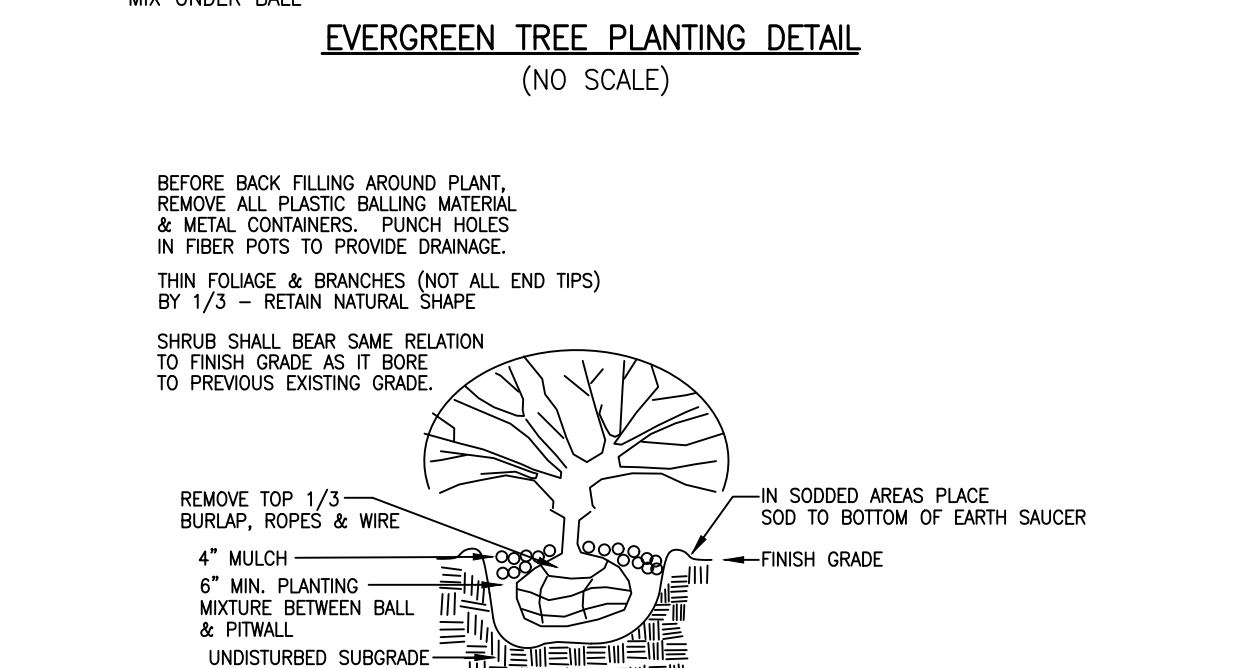 MIX UNDER BALL
EVERGREEN TREE PLANTING DETAIL
(NO SCALE)
BEFORE BACK FILLING AROUND PLANT,
REMOVE ALL PLASTIC BALLING MATERIAL
& METAL CONTAINERS. PUNCH HOLES
IN FIBER POTS TO PROVIDE DRAINAGE.
THIN FOLIAGE & BRANCHES (NOT ALL END TIPS)
BY 1/3 – RETAIN NATURAL SHAPE
SHRUB SHALL BEAR SAME RELATION
TO FINISH GRADE AS IT BORE
TO PREVIOUS EXISTING GRADE.
REMOVE TOP 1/3
BURLAP, ROPES & WIRE
4" MULCH
6" MIN. PLANTING
MIXTURE BETWEEN BALL
& PITWALL
UNDISTURBED SUBGRADE
IN SODDED AREAS PLACE
SOD TO BOTTOM OF EARTH SAUCER
FINISH GRADE